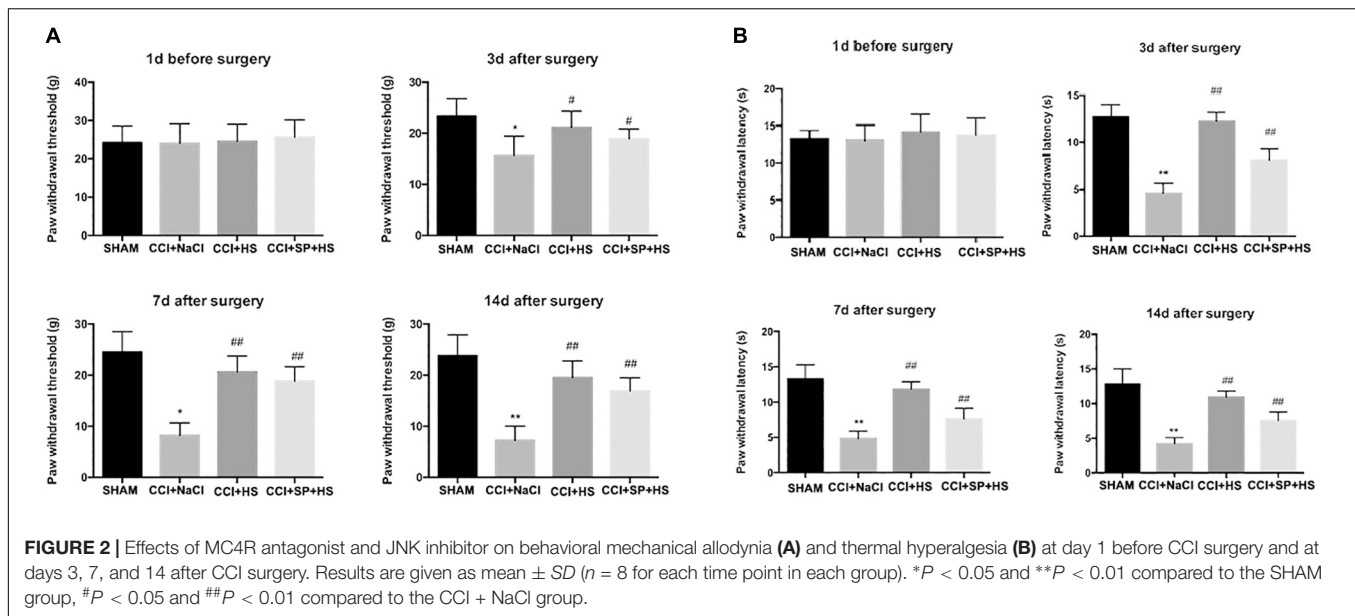 A
1d before surgery
Paw withdrawal threshold (g)
40
30
20
10
0
SHAM CCI+NaCl CCI+HS CCI+SP+HS
3d after surgery
Paw withdrawal threshold (g)
30
20
10
0
*
#
#
SHAM CCI+NaCl CCI+HS CCI+SP+HS
7d after surgery
Paw withdrawal threshold (g)
30
20
10
0
*
##
##
SHAM CCI+NaCl CCI+HS CCI+SP+HS
14d after surgery
Paw withdrawal threshold (g)
30
20
10
0
**
##
##
SHAM CCI+NaCl CCI+HS CCI+SP+HS
B
1d before surgery
Paw withdrawal latency (s)
20
15
10
5
0
SHAM CCI+NaCl CCI+HS CCI+SP+HS
3d after surgery
Paw withdrawal latency (s)
15
10
5
0
**
##
##
SHAM CCI+NaCl CCI+HS CCI+SP+HS
7d after surgery
Paw withdrawal latency (s)
20
15
10
5
0
**
##
##
SHAM CCI+NaCl CCI+HS CCI+SP+HS
14d after surgery
Paw withdrawal latency (s)
20
15
10
5
0
**
##
##
SHAM CCI+NaCl CCI+HS CCI+SP+HS
FIGURE 2 | Effects of MC4R antagonist and JNK inhibitor on behavioral mechanical allodynia (A) and thermal hyperalgesia (B) at day 1 before CCI surgery and at
days 3, 7, and 14 after CCI surgery. Results are given as mean ± SD (n = 8 for each time point in each group). *P < 0.05 and **P < 0.01 compared to the SHAM
group, #P < 0.05 and ##P < 0.01 compared to the CCI + NaCl group.